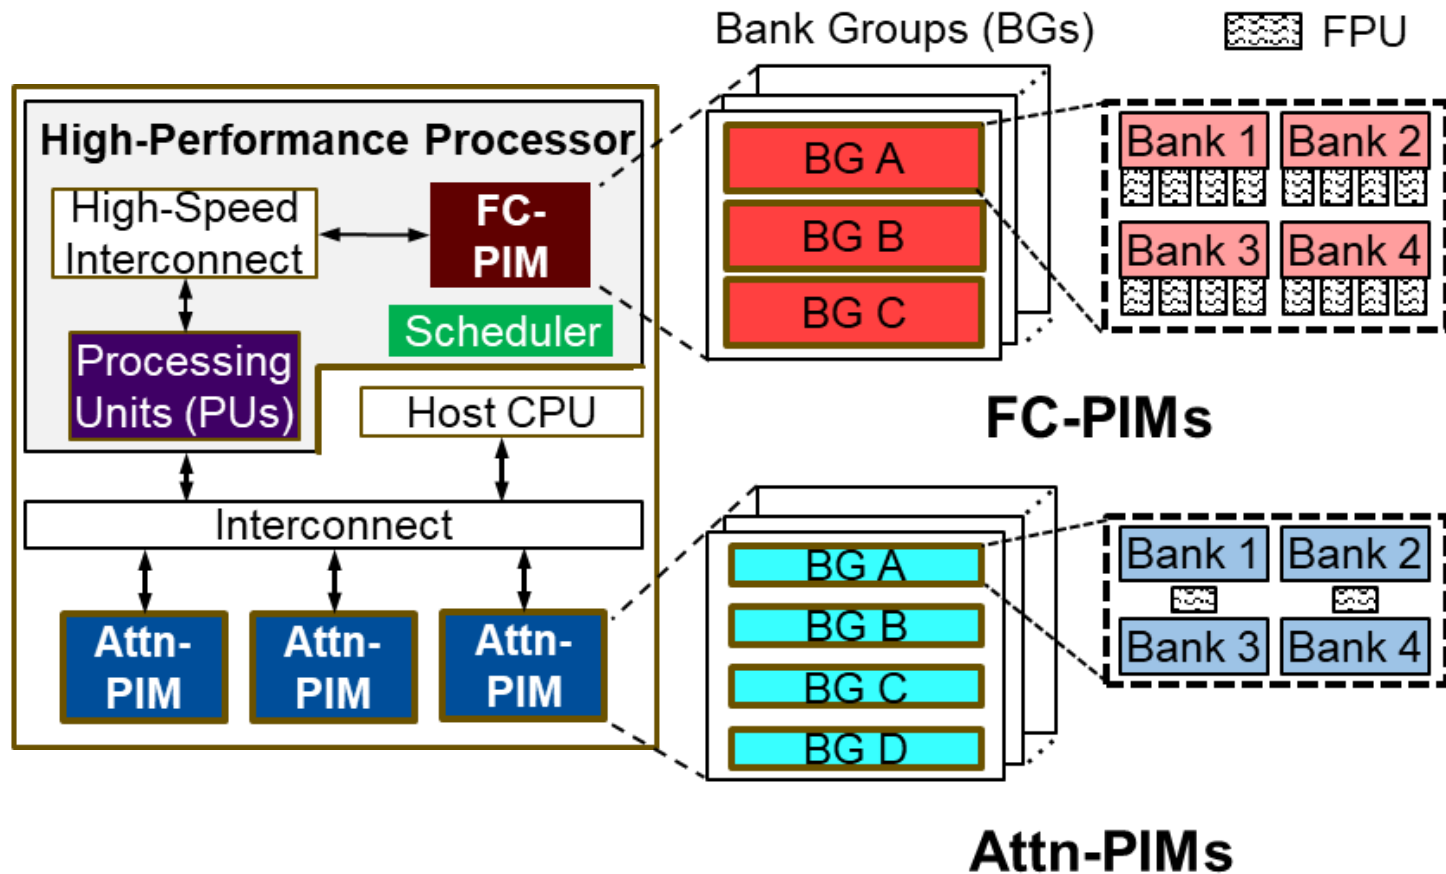 Bank Groups (BGs)
FPU
High-Performance Processor
High-Speed
Interconnect
FC-
PIM
Scheduler
Processing
Units (PUs)
Host CPU
Interconnect
Attn-
PIM
Attn-
PIM
Attn-
PIM
BG A
BG B
BG C
Bank 1
Bank 2
Bank 3
Bank 4
FC-PIMs
BG A
BG B
BG C
BG D
Bank 1
Bank 2
Bank 3
Bank 4
Attn-PIMs